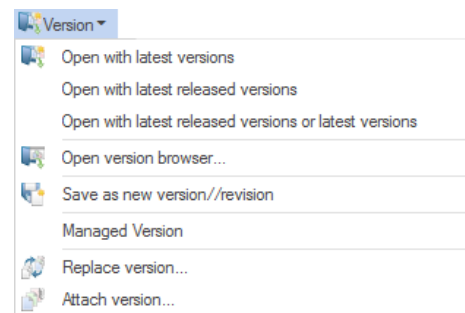 Version
Open with latest versions
Open with latest released versions
Open with latest released versions or latest versions
Open version browser...
Save as new version//revision
Managed Version
Replace version...
Attach version...